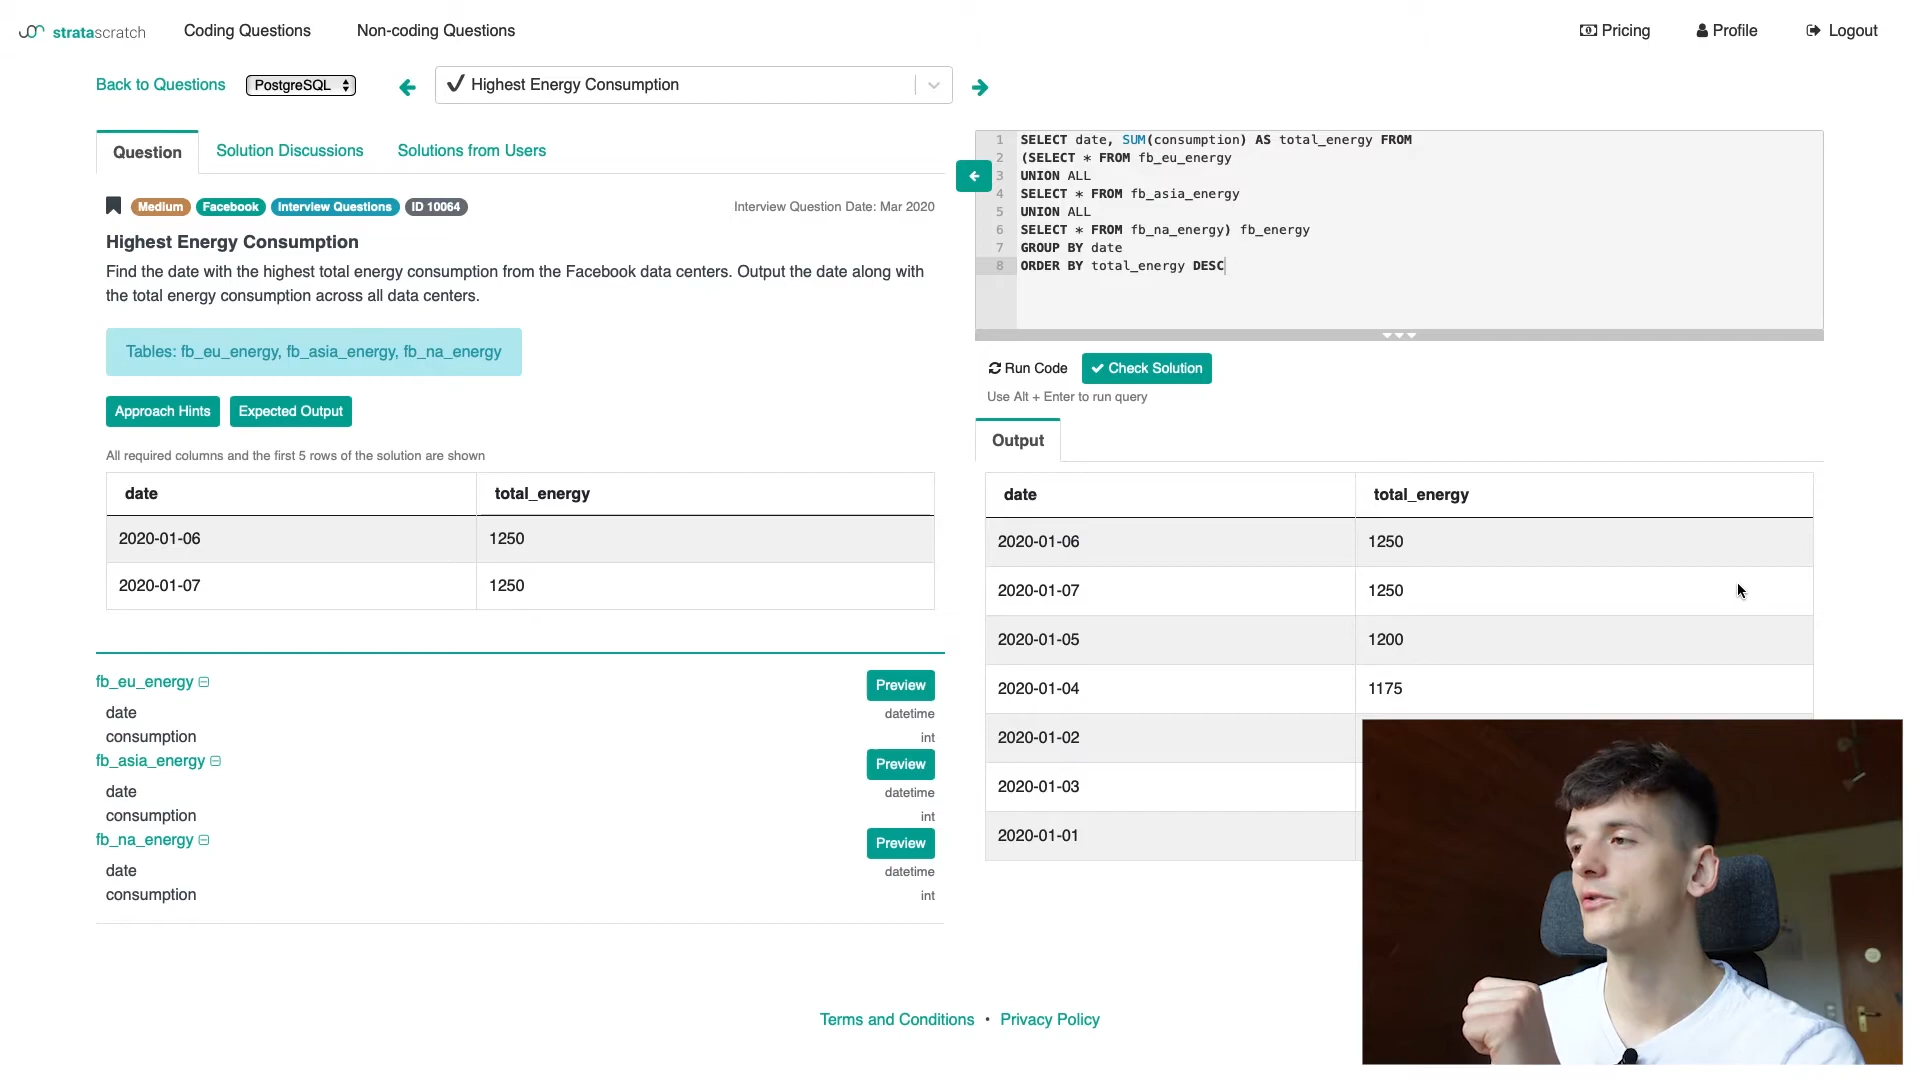 stratascratch
Coding Questions
Non-coding Questions
Pricing
Profile
Logout
Back to Questions
PostgreSQL
Highest Energy Consumption
Question
Solution Discussions
Solutions from Users
Medium
Facebook
Interview Questions
ID 10064
Interview Question Date: Mar 2020
Highest Energy Consumption
Find the date with the highest total energy consumption from the Facebook data centers. Output the date along with
the total energy consumption across all data centers.
Tables: fb_eu_energy, fb_asia_energy, fb_na_energy
Approach Hints
Expected Output
All required columns and the first 5 rows of the solution are shown
date total_energy
2020-01-06 1250
2020-01-07 1250
fb_eu_energy
Preview
date datetime
consumption int
fb_asia_energy
Preview
date datetime
consumption int
fb_na_energy
Preview
date datetime
consumption int
1 SELECT date, SUM(consumption) AS total_energy FROM
2 (SELECT * FROM fb_eu_energy
3 UNION ALL
4 SELECT * FROM fb_asia_energy
5 UNION ALL
6 SELECT * FROM fb_na_energy) fb_energy
7 GROUP BY date
8 ORDER BY total_energy DESC
Run Code
Check Solution
Use Alt + Enter to run query
Output
date total_energy
2020-01-06 1250
2020-01-07 1250
2020-01-05 1200
2020-01-04 1175
2020-01-02
2020-01-03
2020-01-01
Terms and Conditions • Privacy Policy